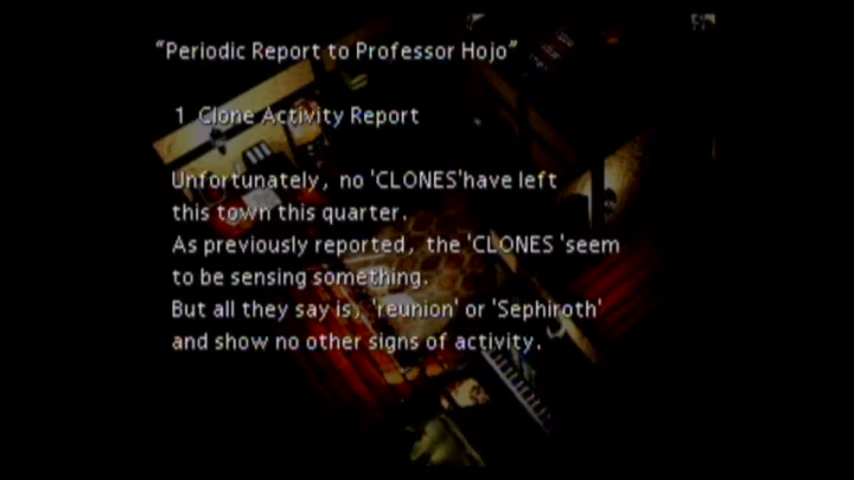 “Periodic Report to Professor Hojo”
1 Clone Activity Report
Unfortunately, no 'CLONES'have left
this town this quarter.
As previously reported, the 'CLONES 'seem
to be sensing something.
But all they say is, 'reunion' or 'Sephiroth'
and show no other signs of activity.